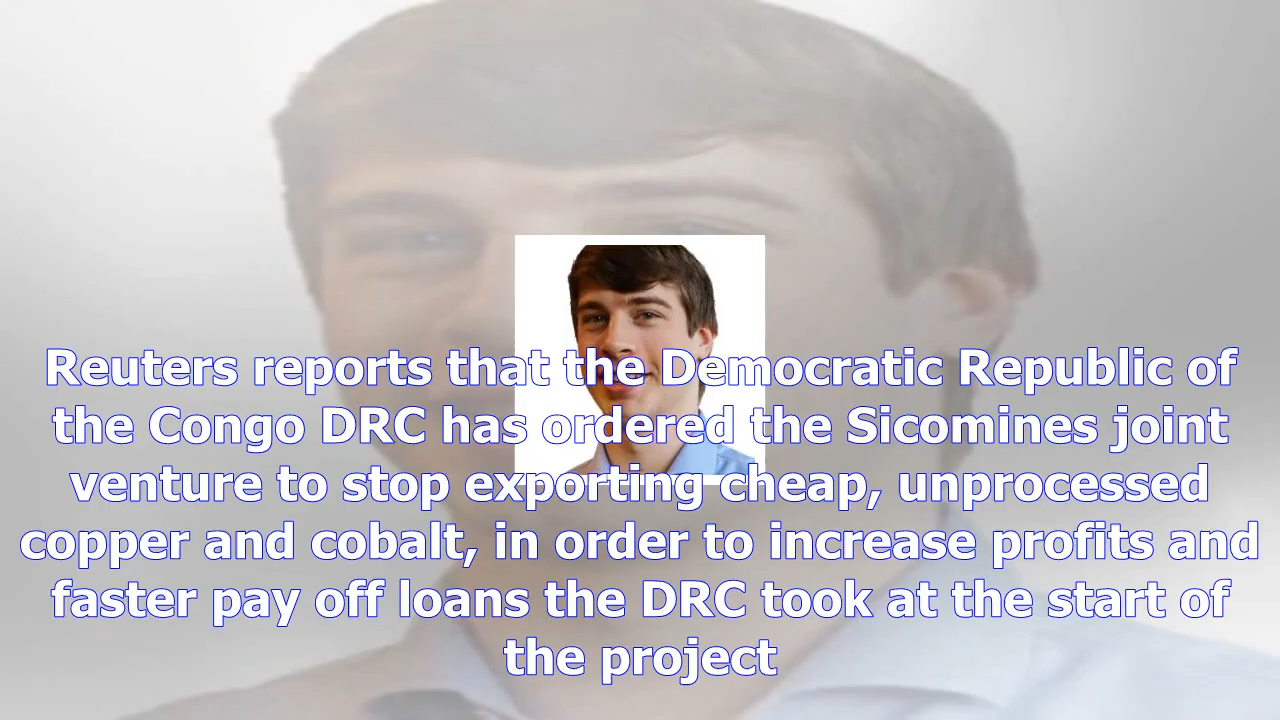 Reuters reports that the Democratic Republic of
the Congo DRC has ordered the Sicomines joint
venture to stop exporting cheap, unprocessed
copper and cobalt, in order to increase profits and
faster pay off loans the DRC took at the start of
the project